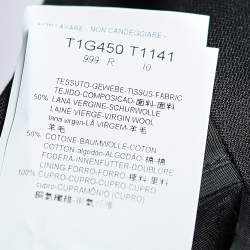 - NON CANDEGGIARE -
T1G450 T1141
999 R 10
TESSUTO-GEWEBE-TISSUS-FABRIC
TEJIDO-COMPOSICAO-面料-面料
50% LANA VERGINE-SCHURWOLLE
LAINE VIERGE-VIRGIN WOOL
lana virgen-LÃ VIRGEM-羊毛
羊毛
50% COTONE-BAUMWOLLE-COTON
COTTON algodón-ALGODÃO-棉-棉
FODERA-INNENFUTTER-DOUBLURE
LINING-FORRO-FORRO-里料-里料
100% CUPRO-CUPRO-CUPRO-CUPRO
cupro-CUPRAMÔNIO (CUPRO)